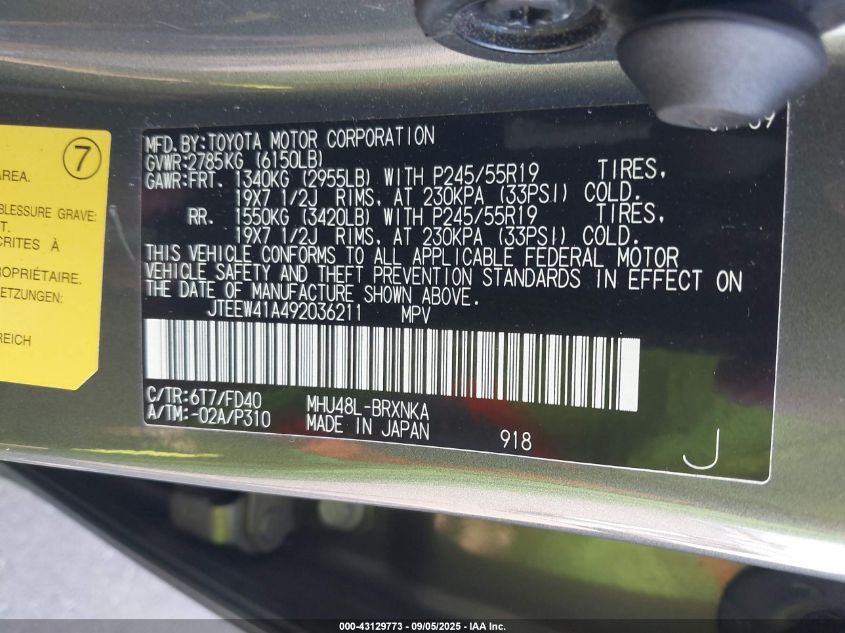 7
AREA.
BLESSURE GRAVE:
T.
CRITES À
OPRIÉTAIRE.
ETZUNGEN:
REICH
MFD.BY:TOYOTA MOTOR CORPORATION
GVWR:2785KG (6150LB)
GAWR:FRT. 1340KG (2955LB) WITH P245/55R19 TIRES,
19X7 1/2J RIMS, AT 230KPA (33PSI) COLD.
RR. 1550KG (3420LB) WITH P245/55R19 TIRES,
19X7 1/2J RIMS, AT 230KPA (33PSI) COLD.
THIS VEHICLE CONFORMS TO ALL APPLICABLE FEDERAL MOTOR
VEHICLE SAFETY AND THEFT PREVENTION STANDARDS IN EFFECT ON
THE DATE OF MANUFACTURE SHOWN ABOVE.
JTEEW41A492036211 MPV
C/TR:6T7/FD40 MHU48L-BRXNKA
A/TM:-02A/P310 MADE IN JAPAN 918
J
000-43129773 - 09/05/2025 - IAA Inc.